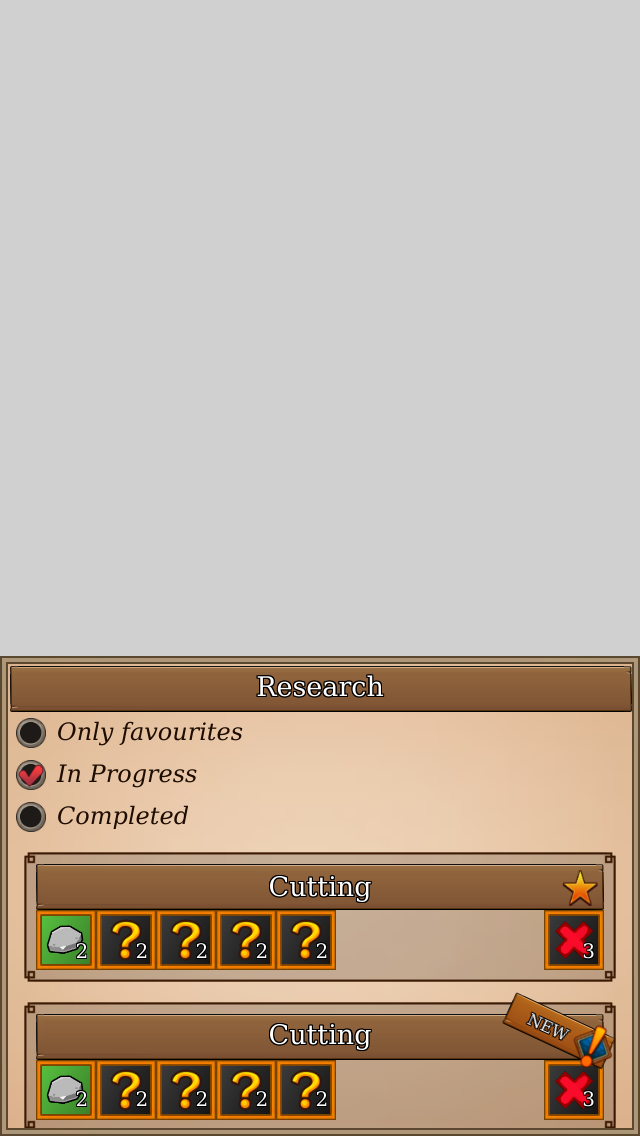 Research
Only favourites
In Progress
Completed
Cutting
2 ?2 ?2 ?2 ?2 3
NEW
Cutting
2 ?2 ?2 ?2 ?2 3